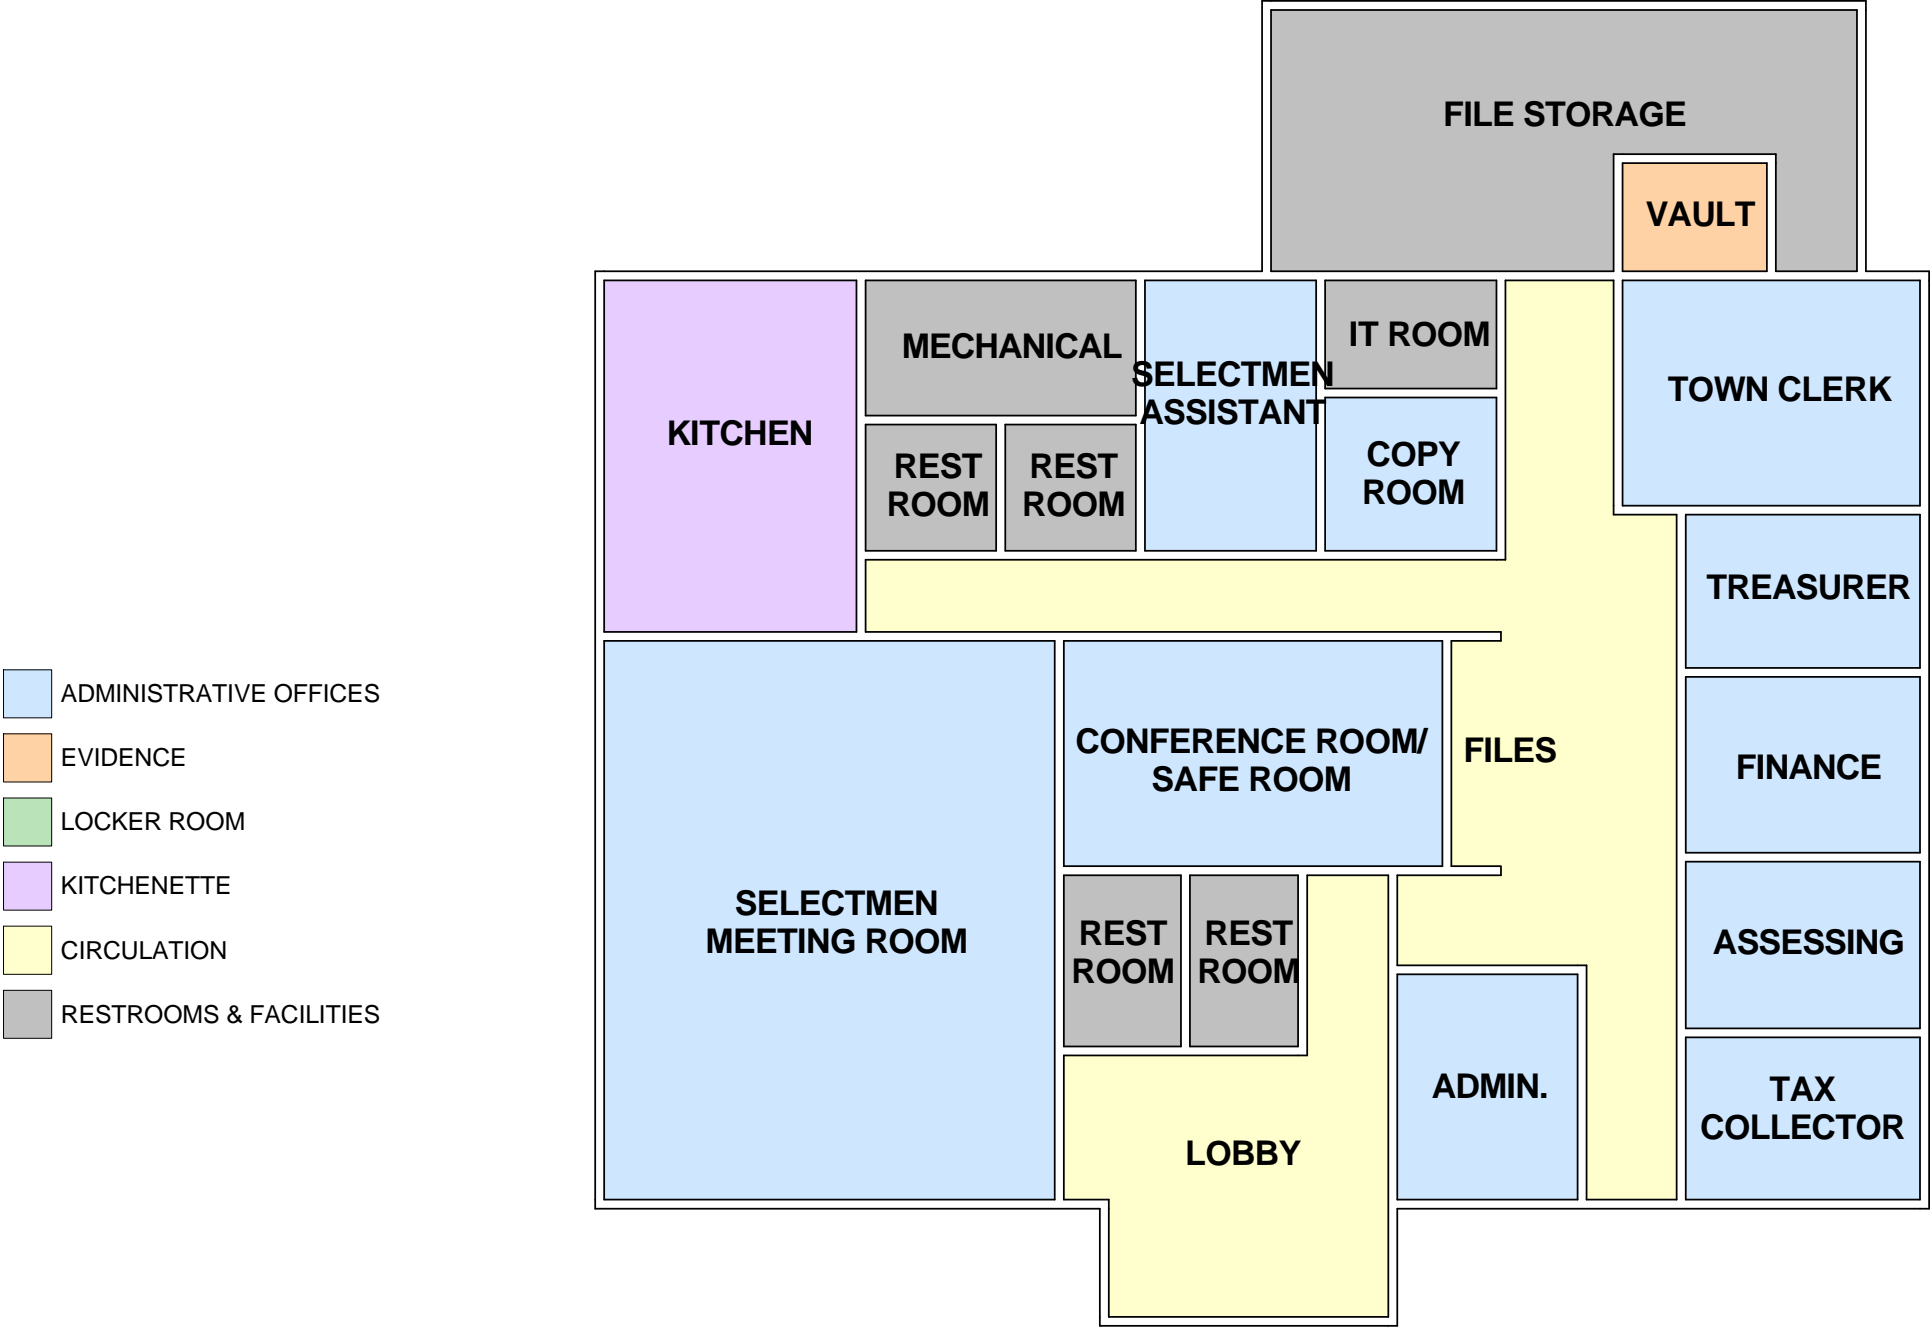 FILE STORAGE
VAULT
MECHANICAL
IT ROOM
SELECTMEN
ASSISTANT
TOWN CLERK
KITCHEN
COPY
ROOM
REST
ROOM
REST
ROOM
TREASURER
CONFERENCE ROOM/
SAFE ROOM
FILES
FINANCE
SELECTMEN
MEETING ROOM
REST
ROOM
REST
ROOM
ASSESSING
ADMIN.
TAX
COLLECTOR
LOBBY
ADMINISTRATIVE OFFICES
EVIDENCE
LOCKER ROOM
KITCHENETTE
CIRCULATION
RESTROOMS & FACILITIES